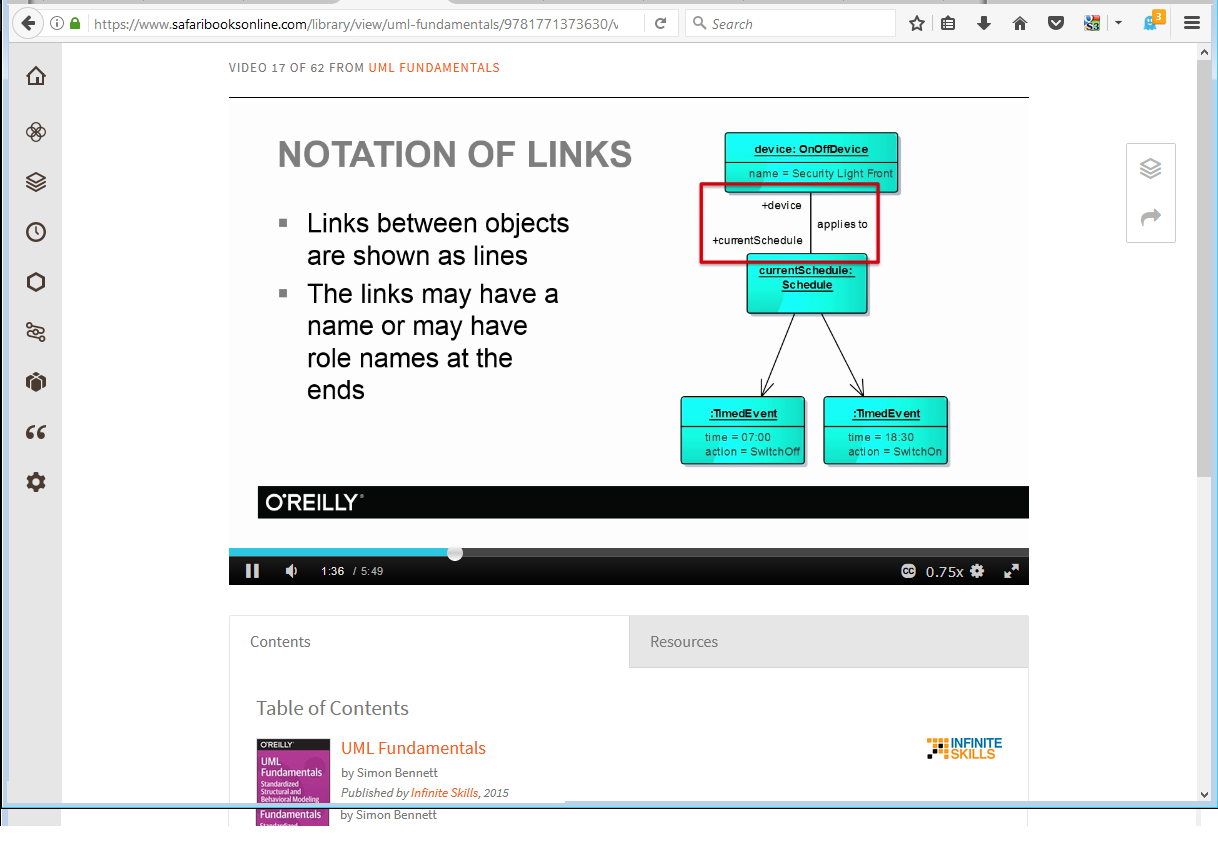 https://www.safaribooksonline.com/library/view/uml-fundamentals/9781771373630/v
Search
3
VIDEO 17 OF 62 FROM UML FUNDAMENTALS
NOTATION OF LINKS
Links between objects
are shown as lines
The links may have a
name or may have
role names at the
ends
device: OnOffDevice
name = Security Light Front
+device
applies to
+currentSchedule
currentSchedule:
Schedule
:TimedEvent
time = 07:00
action = SwitchOff
:TimedEvent
time = 18:30
action = SwitchOn
O'REILLY®
1:36 / 5:49
CC
0.75x
Contents
Resources
Table of Contents
O'REILLY®
UML
Fundamentals
Standardized
Structural and
Behavioral Modeling
UML Fundamentals
by Simon Bennett
Published by Infinite Skills, 2015
INFINITE
SKILLS
Fundamentals
by Simon Bennett